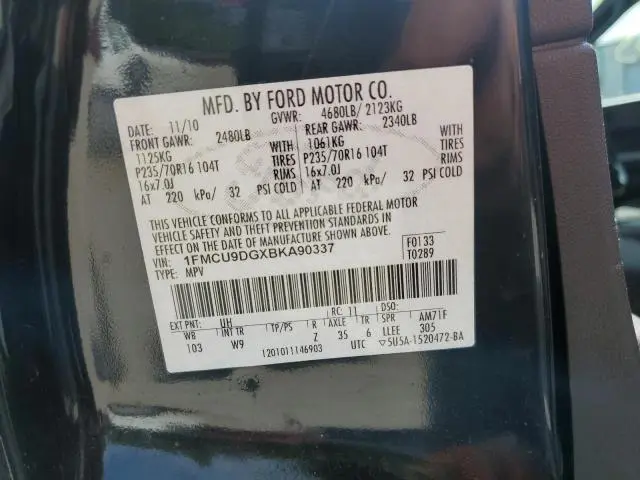 MFD. BY FORD MOTOR CO.
DATE: 11/10 GVWR: 4680LB/ 2123KG
FRONT GAWR: 2480LB REAR GAWR: 2340LB
1125KG WITH 1061KG WITH
P235/70R16 104T TIRES P235/70R16 104T TIRES
16x7.0J RIMS 16x7.0J RIMS
AT 220 kPa/ 32 PSI COLD AT 220 kPa/ 32 PSI COLD
THIS VEHICLE CONFORMS TO ALL APPLICABLE FEDERAL MOTOR
VEHICLE SAFETY AND THEFT PREVENTION STANDARDS IN
EFFECT ON THE DATE OF MANUFACTURE SHOWN ABOVE.
VIN: 1FMCU9DGXBKA90337 F0133
TYPE: MPV T0289
EXT PNT: UH RC: 11 DSO:
WB INT TR TP/PS R AXLE TR SPR AM71F
103 W9 Z 35 6 LLEE 305
1201011146903 UTC ▽5U5A-1520472-BA